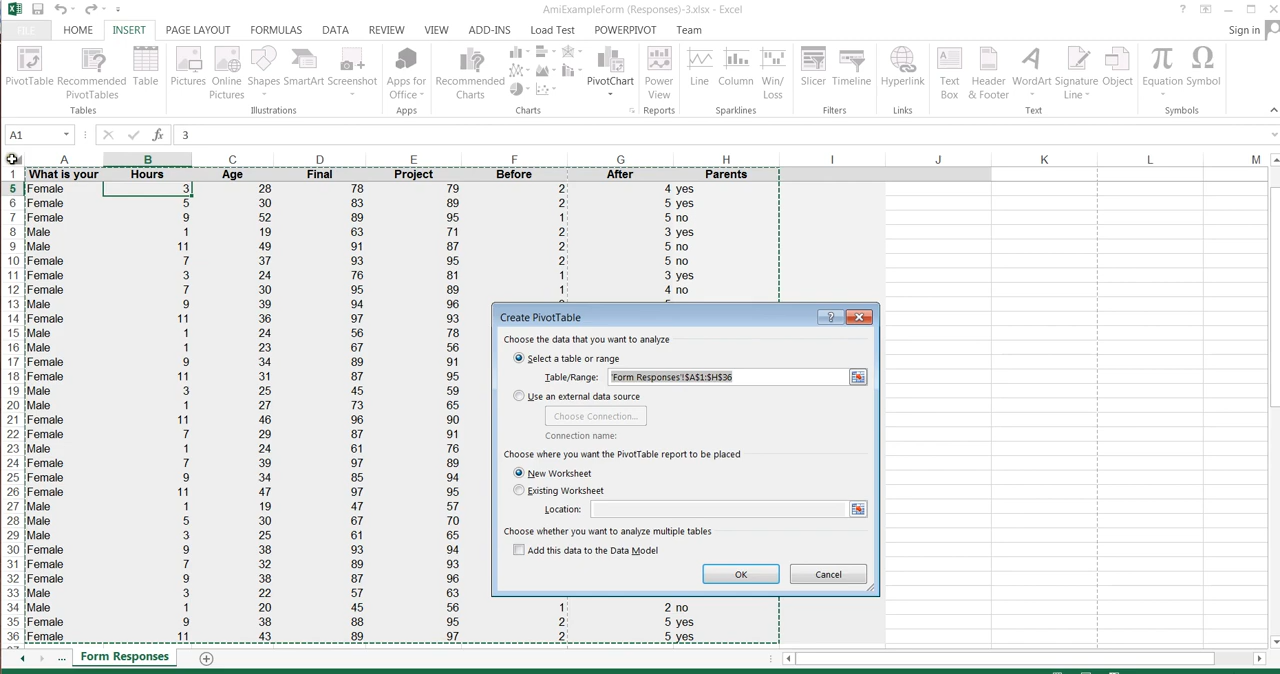 AmiExampleForm (Responses)-3.xlsx - Excel
FILE HOME INSERT PAGE LAYOUT FORMULAS DATA REVIEW VIEW ADD-INS Load Test POWERPIVOT Team Sign in
PivotTable Recommended PivotTables Table Pictures Online Pictures Shapes SmartArt Screenshot Apps for Office Recommended Charts PivotChart Power View Line Column Win/ Loss Slicer Timeline Hyperlink Text Box Header & Footer WordArt Signature Line Object Equation Symbol
Tables Illustrations Apps Charts Reports Sparklines Filters Links Text Symbols
A1 fx 3
A B C D E F G H I J K L M
1 What is your Hours Age Final Project Before After Parents
5 Female 3 28 78 79 2 4 yes
6 Female 5 30 83 89 2 5 yes
7 Female 9 52 89 95 1 5 no
8 Male 1 19 63 71 2 3 yes
9 Male 11 49 91 87 2 5 no
10 Female 7 37 93 95 2 5 no
11 Female 3 24 76 81 1 3 yes
12 Female 7 30 95 89 1 4 no
13 Male 9 39 94 96
14 Female 11 36 97 93
15 Male 1 24 56 78
16 Male 1 23 67 56
17 Female 9 34 89 91
18 Female 11 31 87 95
19 Male 3 25 45 59
20 Male 1 27 73 65
21 Female 11 46 96 90
22 Female 7 29 87 91
23 Male 1 24 61 76
24 Female 7 39 97 89
25 Female 9 34 85 94
26 Female 11 47 97 95
27 Male 1 19 47 57
28 Male 5 30 67 70
29 Male 3 25 61 65
30 Female 9 38 93 94
31 Female 7 32 89 93
32 Female 9 38 87 96
33 Male 3 22 57 63
34 Male 1 20 45 56 1 2 no
35 Female 9 38 88 95 2 5 yes
36 Female 11 43 89 97 2 5 yes
Create PivotTable
Choose the data that you want to analyze
Select a table or range
Table/Range: 'Form Responses'!$A$1:$H$36
Use an external data source
Choose Connection...
Connection name:
Choose where you want the PivotTable report to be placed
New Worksheet
Existing Worksheet
Location:
Choose whether you want to analyze multiple tables
Add this data to the Data Model
OK Cancel
... Form Responses